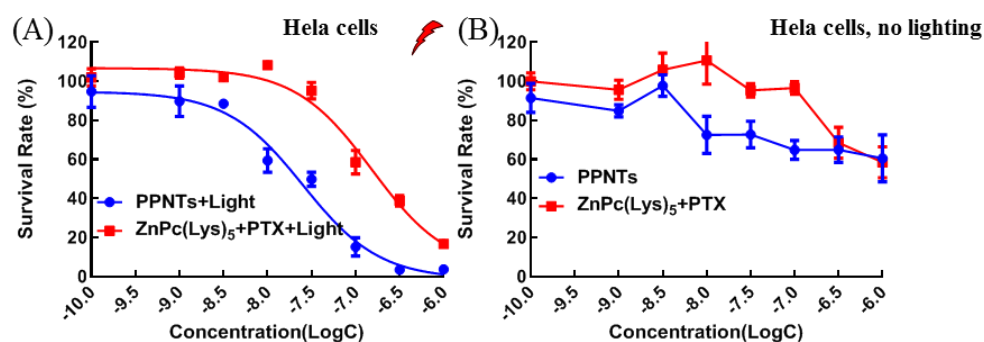 (A)
Hela cells
Survival Rate (%)
120
100
80
60
40
20
0
PPNTs+Light
ZnPc(Lys)₅+PTX+Light
-10.0
-9.5
-9.0
-8.5
-8.0
-7.5
-7.0
-6.5
-6.0
Concentration(LogC)
(B)
Hela cells, no lighting
Survival Rate (%)
120
100
80
60
40
20
0
PPNTs
ZnPc(Lys)₅+PTX
-10.0
-9.5
-9.0
-8.5
-8.0
-7.5
-7.0
-6.5
-6.0
Concentration(LogC)